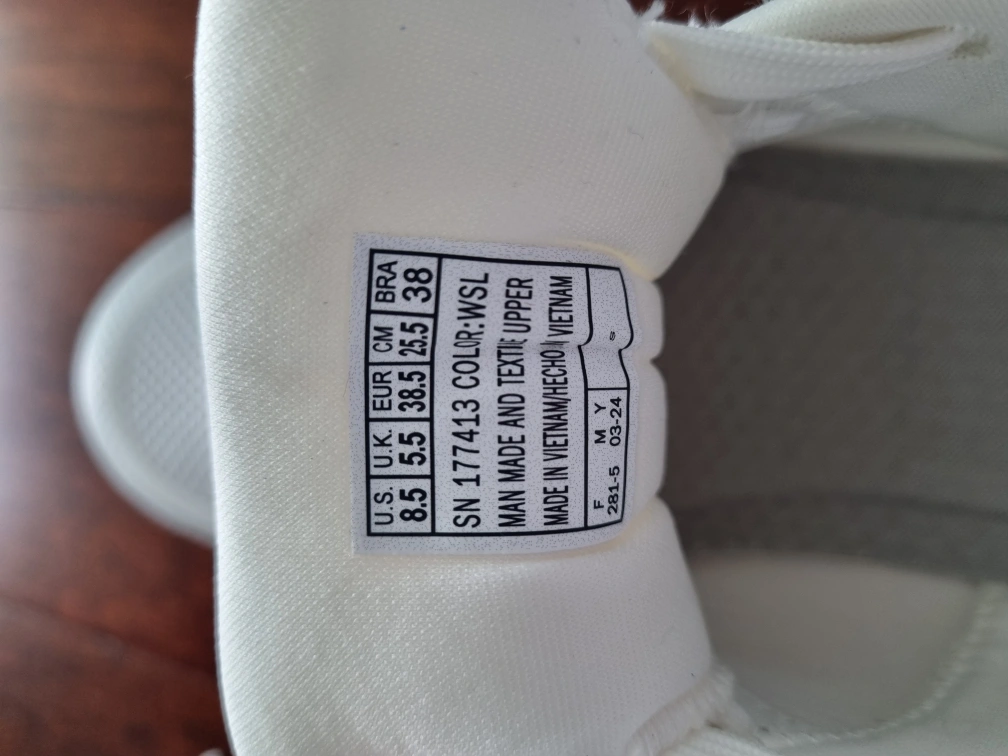 U.S. U.K. EUR CM BRA
8.5 5.5 38.5 25.5 38
SN 177413 COLOR:WSL
MAN MADE AND TEXTILE UPPER
MADE IN VIETNAM/HECHO VIETNAM
F M Y
281-5 03-24